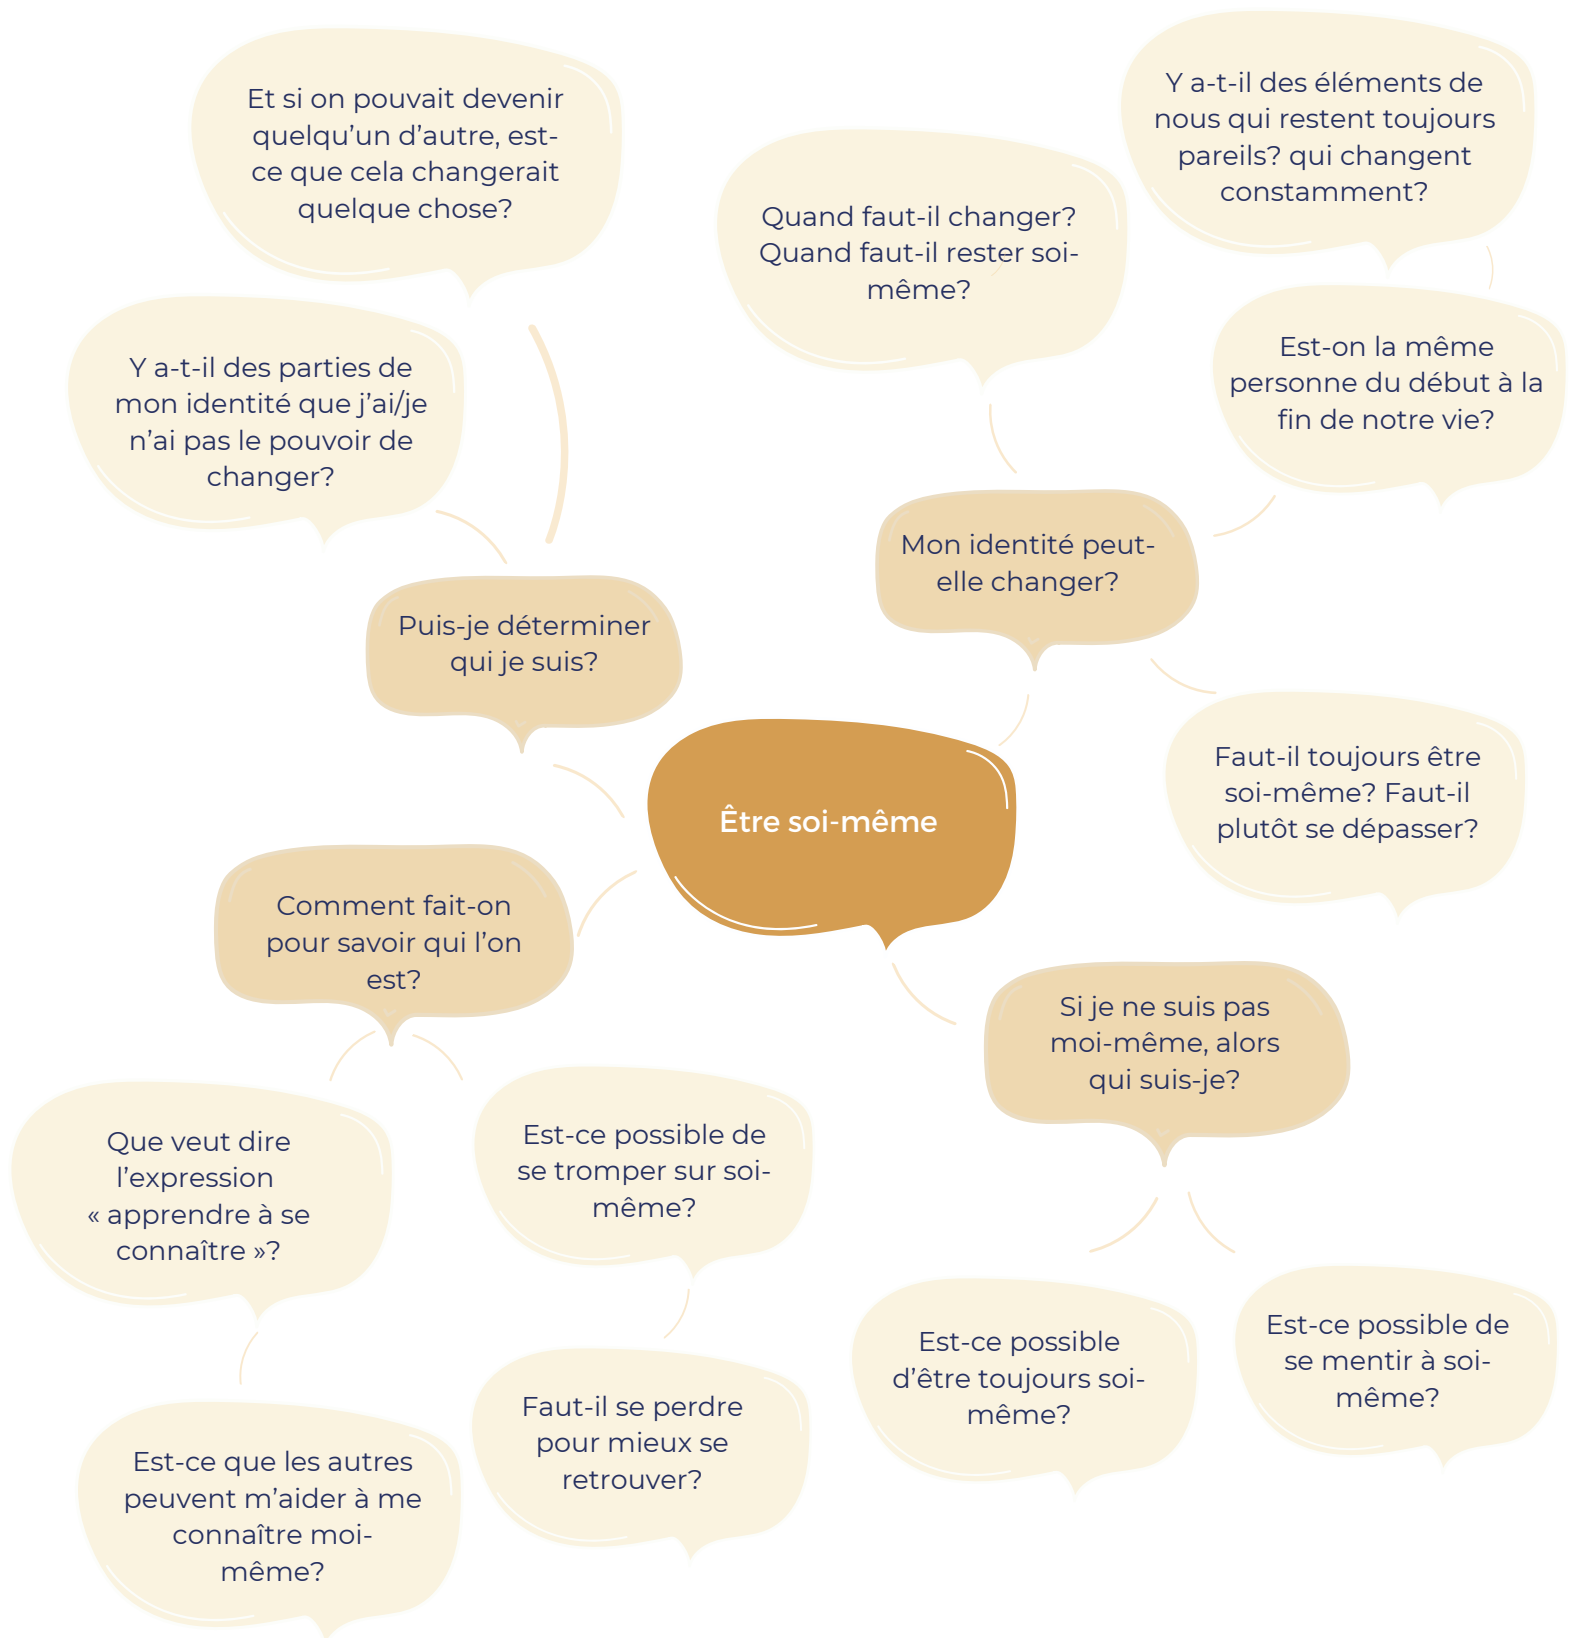 Et si on pouvait devenir
quelqu’un d’autre, est-
ce que cela changerait
quelque chose?
Y a-t-il des éléments de
nous qui restent toujours
pareils? qui changent
constamment?
Quand faut-il changer?
Quand faut-il rester soi-
même?
Y a-t-il des parties de
mon identité que j’ai/je
n’ai pas le pouvoir de
changer?
Est-on la même
personne du début à la
fin de notre vie?
Mon identité peut-
elle changer?
Puis-je déterminer
qui je suis?
Être soi-même
Faut-il toujours être
soi-même? Faut-il
plutôt se dépasser?
Comment fait-on
pour savoir qui l’on
est?
Si je ne suis pas
moi-même, alors
qui suis-je?
Que veut dire
l’expression
« apprendre à se
connaître »?
Est-ce possible de
se tromper sur soi-
même?
Est-ce possible
d’être toujours soi-
même?
Est-ce possible de
se mentir à soi-
même?
Est-ce que les autres
peuvent m’aider à me
connaître moi-
même?
Faut-il se perdre
pour mieux se
retrouver?